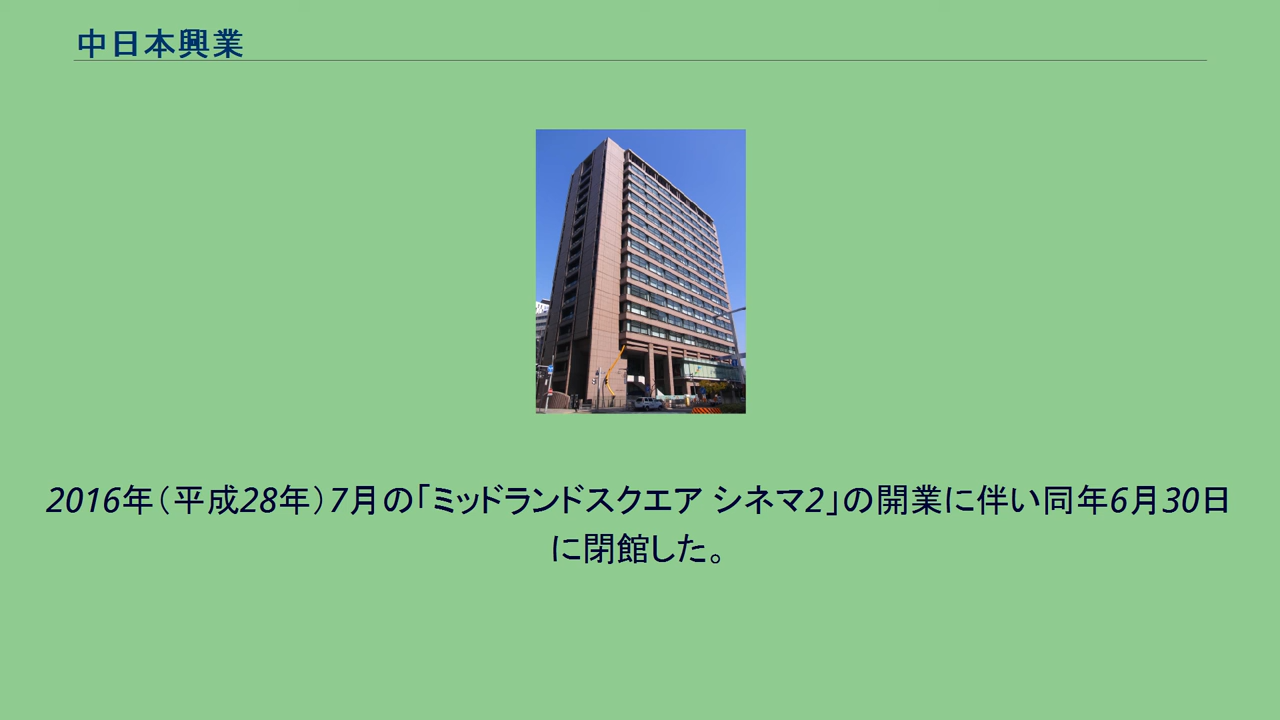 中日本興業
2016年（平成28年）7月の「ミッドランドスクエア シネマ2」の開業に伴い同年6月30日
に閉館した。